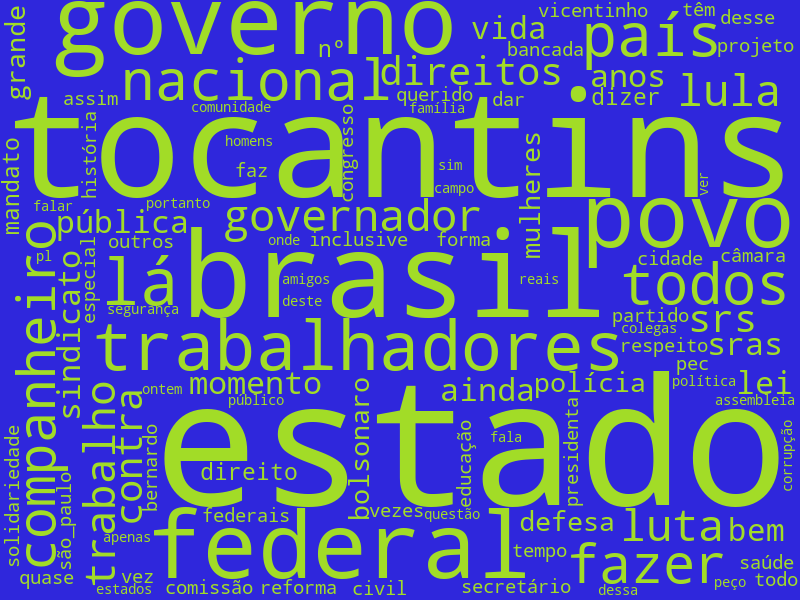 governo
grande
nº
vida
vicentinho
têm
desse
bancada
país
projeto
nacional
direitos
anos
assim
comunidade
querido
dar
dizer
lula
família
tocantins
mandato
história
homens
faz
congresso
sim
campo
mulheres
ver
falar
portanto
pública
governador
povo
outros
onde
inclusive
forma
cidade
câmara
pl
companheiro
sindicato
especial
lá
segurança
brasil
amigos
deste
reais
todos
partido
srs
colegas
trabalhadores
respeito
sras
pec
ontem
momento
ainda
polícia
política
lei
trabalho
contra
público
bolsonaro
estado
assembleia
solidariedade
são_paulo
bernardo
direito
educação
fala
presidenta
corrupção
apenas
federais
vezes
questão
defesa
luta
bem
federal
tempo
fazer
saúde
quase
estados
vez
comissão
reforma
civil
secretário
dessa
peço
todo